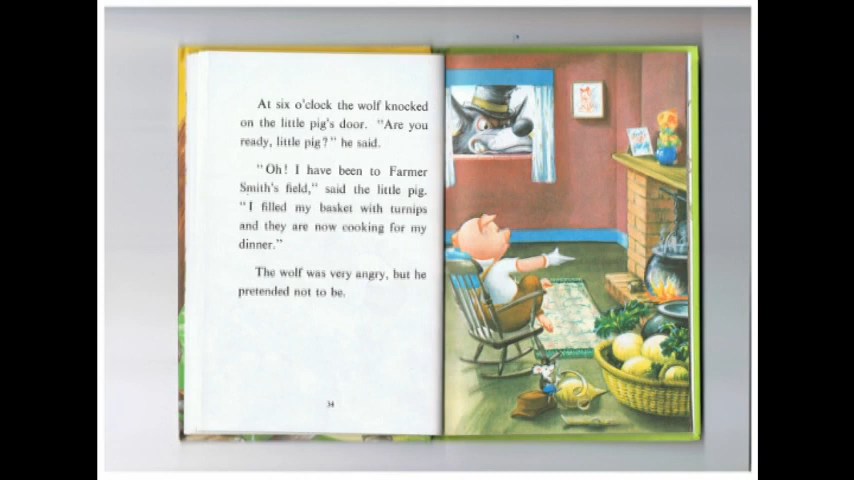 At six o'clock the wolf knocked
on the little pig's door. "Are you
ready, little pig?" he said.
"Oh! I have been to Farmer
Smith's field," said the little pig.
"I filled my basket with turnips
and they are now cooking for my
dinner."
The wolf was very angry, but he
pretended not to be.
34